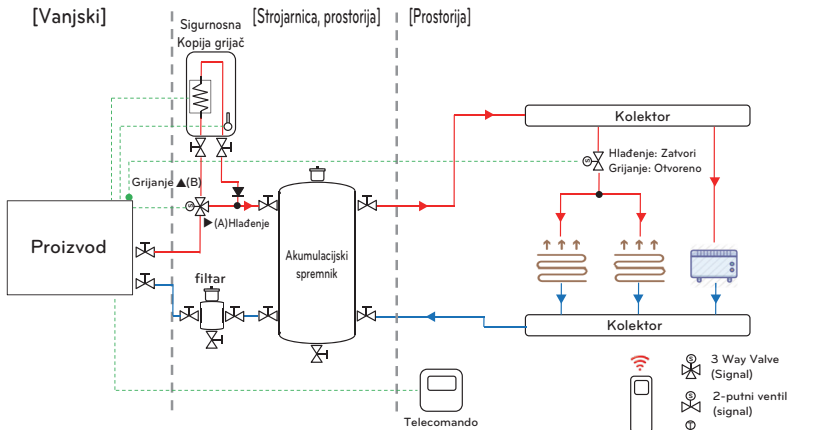 [Vanjski]
[Strojarnica, prostorija]
[Prostorija]
Sigurnosna
Kopija grijač
Kolektor
S
Hlađenje: Zatvori
Grijanje: Otvoreno
Grijanje ▲(B)
S
▶(A)Hlađenje
Proizvod
Akumulacijski
spremnik
filtar
Kolektor
Telecomando
S
3 Way Valve
(Signal)
S
2-putni ventil
(signal)
T